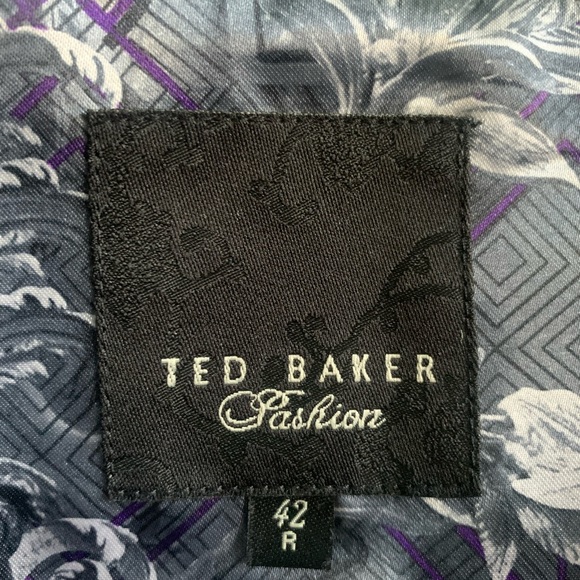 TED BAKER
Fashion
42
R